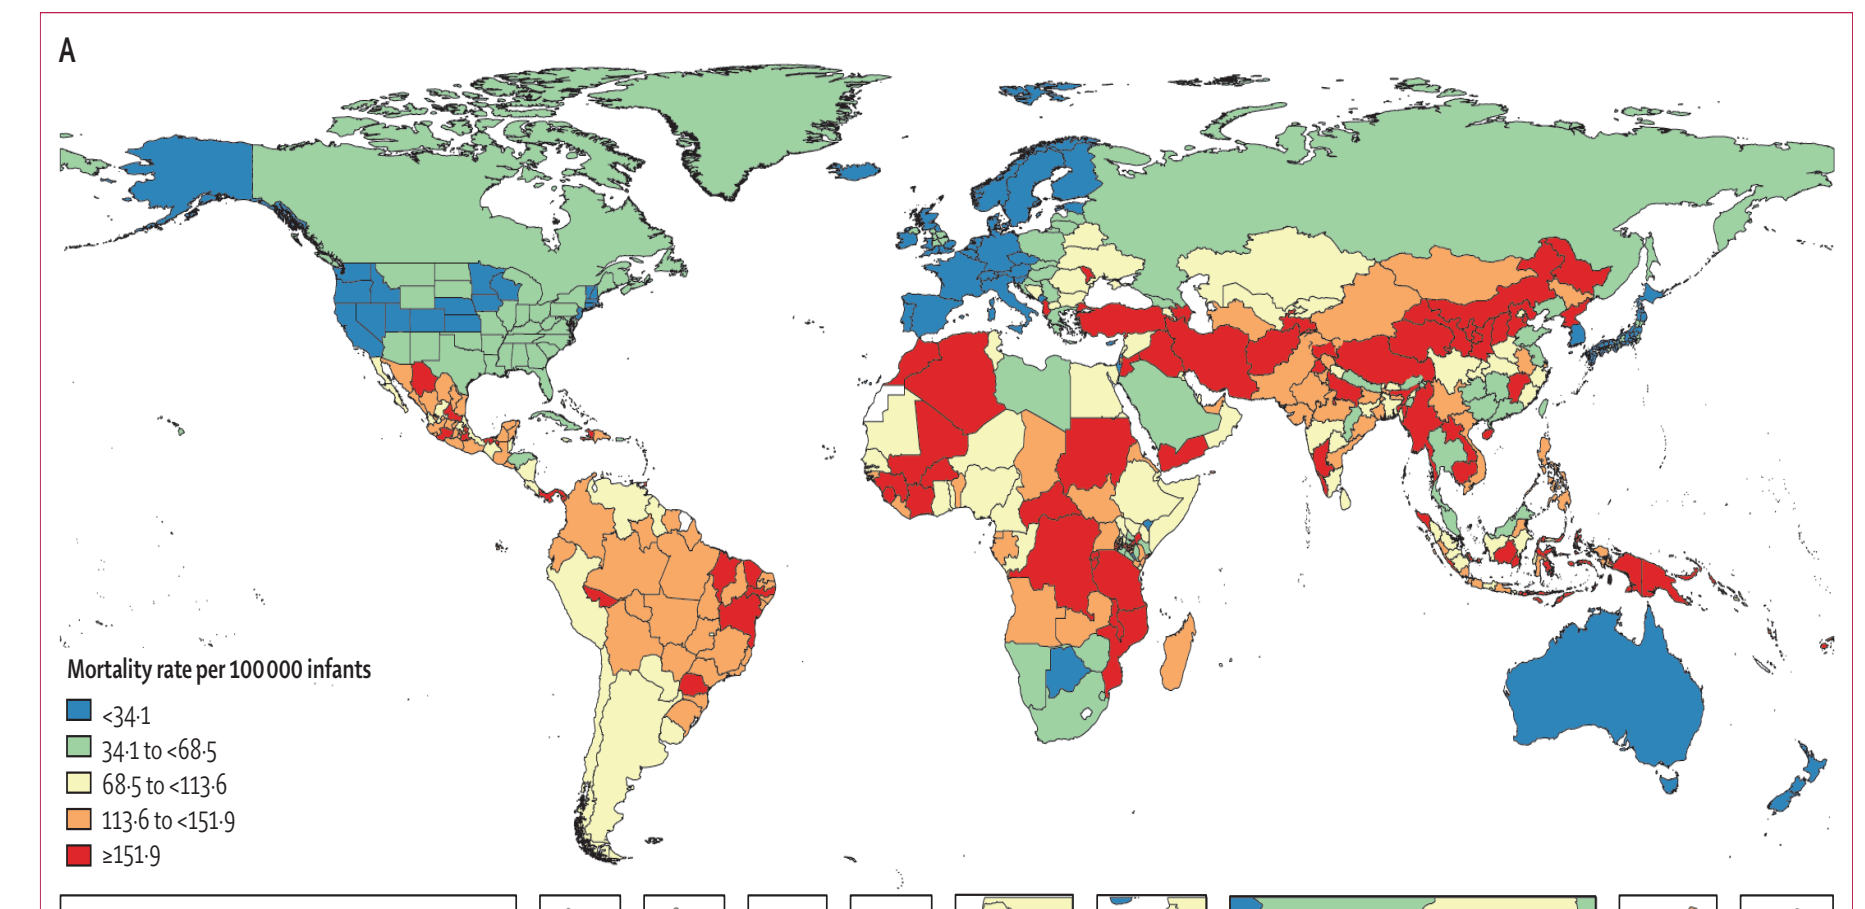 A
Mortality rate per 100 000 infants
<34·1
34·1 to <68·5
68·5 to <113·6
113·6 to <151·9
≥151·9